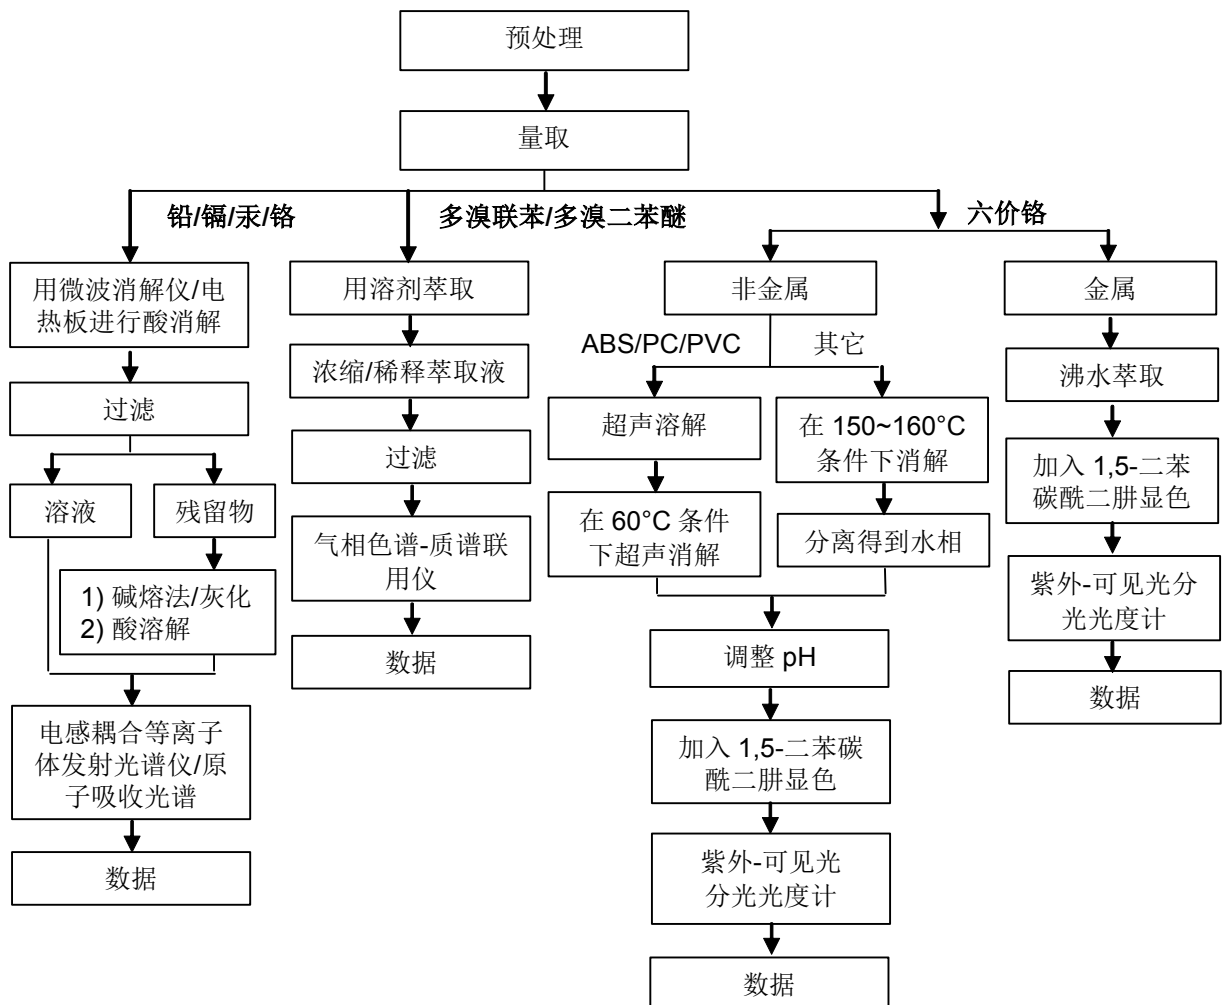 预处理
量取
铅/镉/汞/铬
多溴联苯/多溴二苯醚
六价铬
用微波消解仪/电
热板进行酸消解
过滤
溶液
残留物
1) 碱熔法/灰化
2) 酸溶解
电感耦合等离子
体发射光谱仪/原
子吸收光谱
数据
用溶剂萃取
浓缩/稀释萃取液
过滤
气相色谱-质谱联
用仪
数据
非金属
ABS/PC/PVC
其它
超声溶解
在 60°C 条件
下超声消解
在 150~160°C
条件下消解
分离得到水相
调整 pH
加入 1,5-二苯碳
酰二肼显色
紫外-可见光
分光光度计
数据
金属
沸水萃取
加入 1,5-二苯
碳酰二肼显色
紫外-可见光分
光光度计
数据